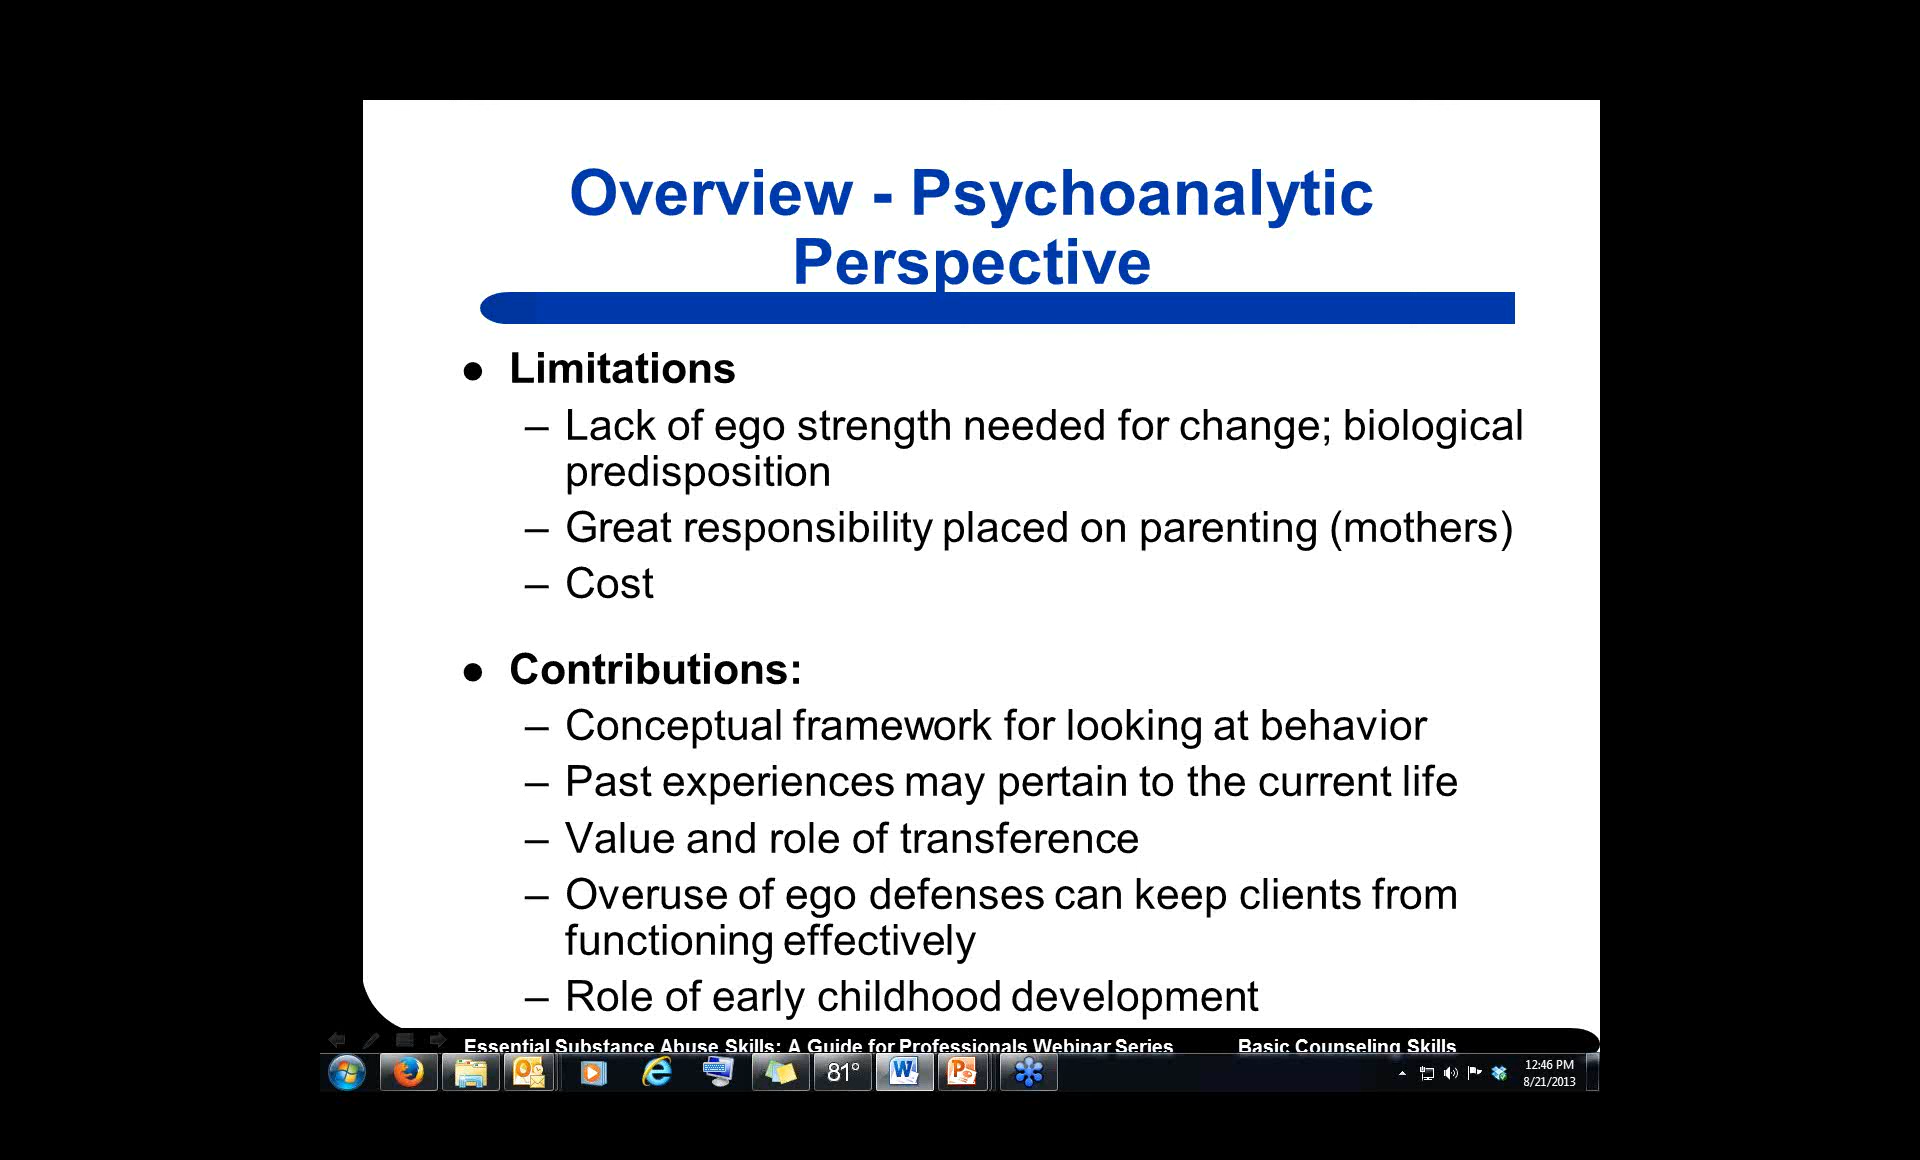 Overview - Psychoanalytic
Perspective
● Limitations
– Lack of ego strength needed for change; biological
predisposition
– Great responsibility placed on parenting (mothers)
– Cost
● Contributions:
– Conceptual framework for looking at behavior
– Past experiences may pertain to the current life
– Value and role of transference
– Overuse of ego defenses can keep clients from
functioning effectively
– Role of early childhood development
Essential Substance Abuse Skills: A Guide for Professionals Webinar Series Basic Counseling Skills
81°
12:46 PM
8/21/2013